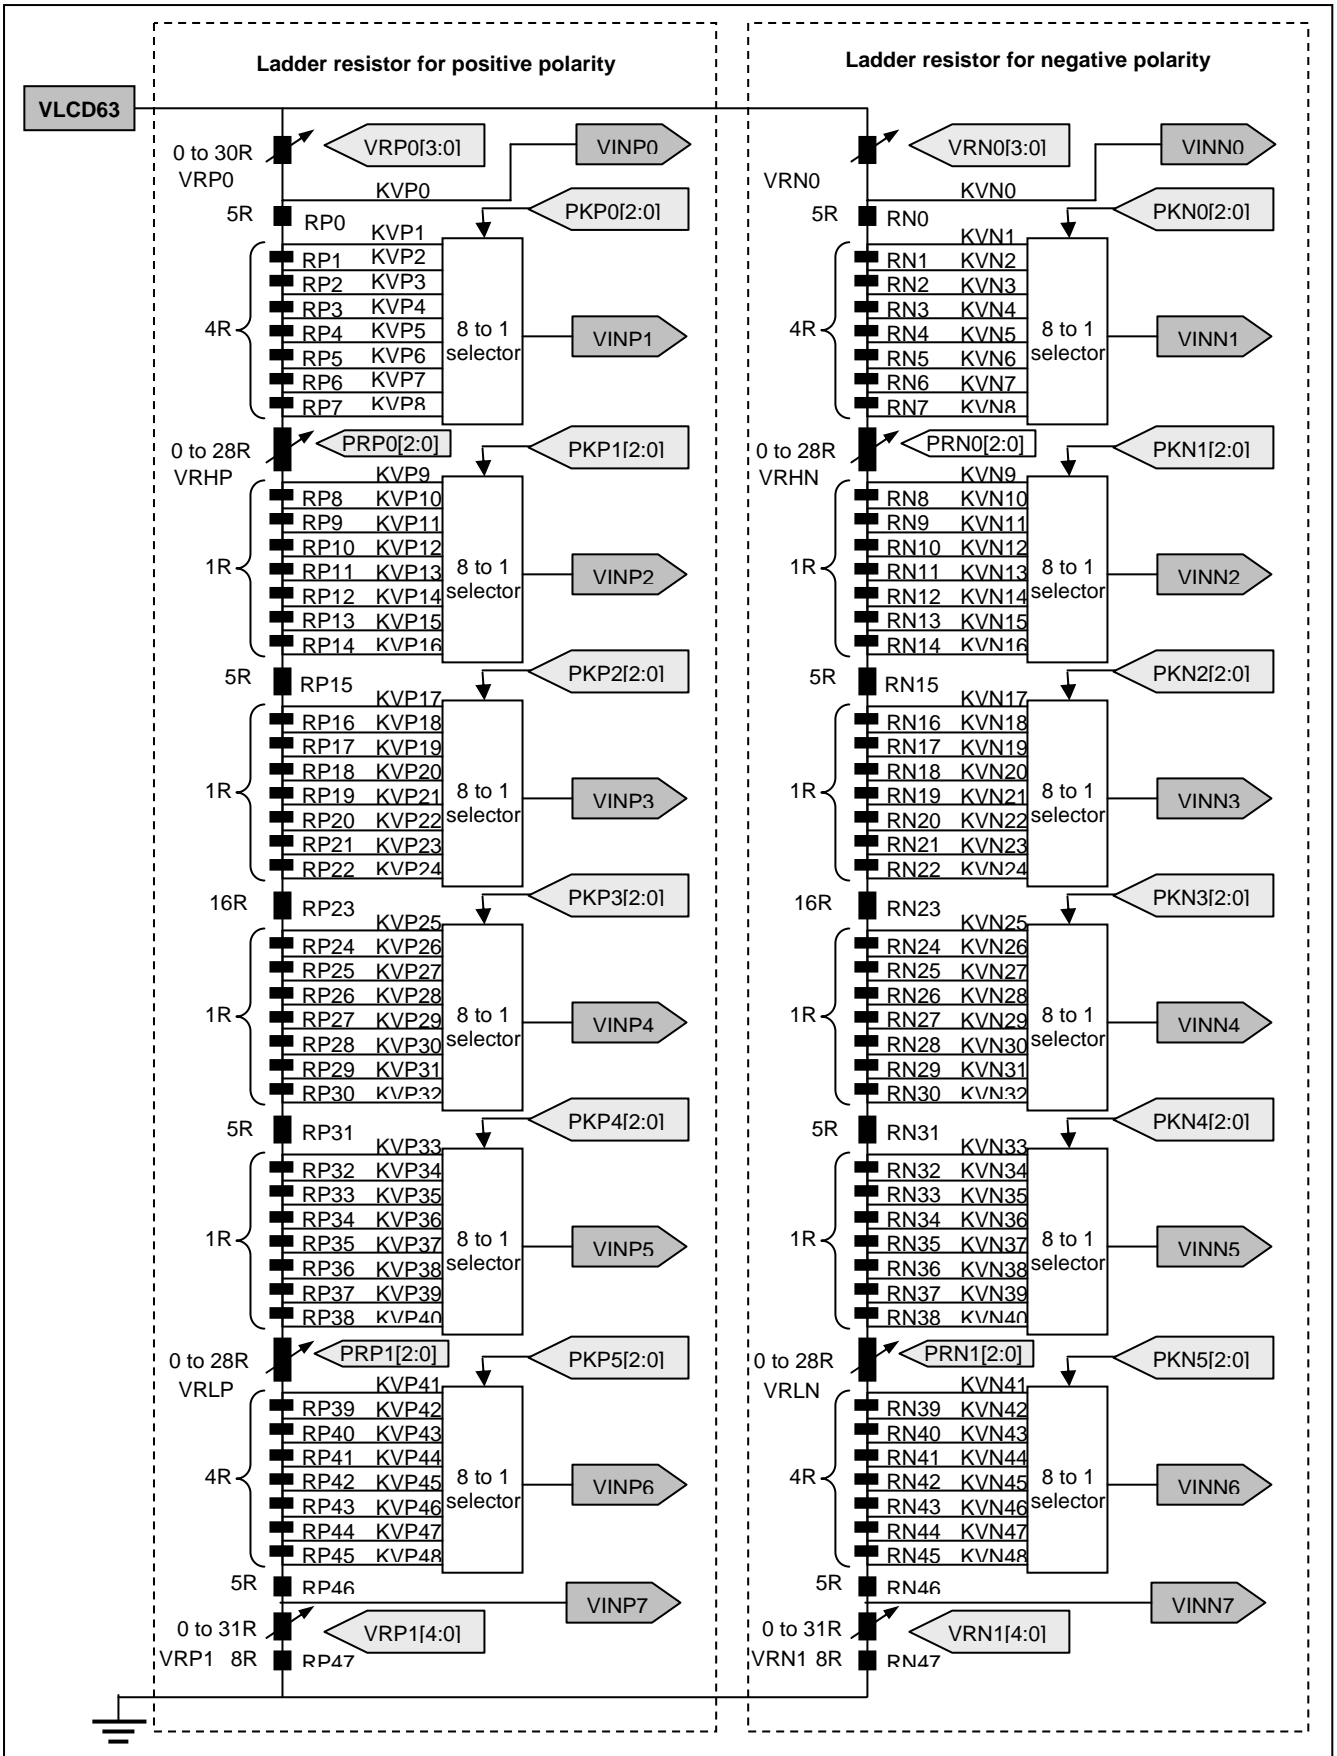 Ladder resistor for positive polarity
Ladder resistor for negative polarity
VLCD63
0 to 30R
VRP0
VRP0[3:0]
VINP0
KVP0
5R
RP0
PKP0[2:0]
KVP1
RP1 KVP2
RP2 KVP3
RP3 KVP4
4R
RP4 KVP5
RP5 KVP6
RP6 KVP7
RP7 KVP8
8 to 1
selector
VINP1
0 to 28R
VRHP
PRP0[2:0]
PKP1[2:0]
KVP9
RP8 KVP10
RP9 KVP11
RP10 KVP12
1R
RP11 KVP13
RP12 KVP14
RP13 KVP15
RP14 KVP16
8 to 1
selector
VINP2
5R
RP15
PKP2[2:0]
KVP17
RP16 KVP18
RP17 KVP19
RP18 KVP20
1R
RP19 KVP21
RP20 KVP22
RP21 KVP23
RP22 KVP24
8 to 1
selector
VINP3
16R
RP23
PKP3[2:0]
KVP25
RP24 KVP26
RP25 KVP27
RP26 KVP28
1R
RP27 KVP29
RP28 KVP30
RP29 KVP31
RP30 KVP32
8 to 1
selector
VINP4
5R
RP31
PKP4[2:0]
KVP33
RP32 KVP34
RP33 KVP35
RP34 KVP36
1R
RP35 KVP37
RP36 KVP38
RP37 KVP39
RP38 KVP40
8 to 1
selector
VINP5
0 to 28R
VRLP
PRP1[2:0]
PKP5[2:0]
KVP41
RP39 KVP42
RP40 KVP43
RP41 KVP44
4R
RP42 KVP45
RP43 KVP46
RP44 KVP47
RP45 KVP48
8 to 1
selector
VINP6
5R
RP46
VINP7
0 to 31R
VRP1[4:0]
VRP1 8R
RP47
VRN0
VRN0[3:0]
VINN0
KVN0
5R
RN0
PKN0[2:0]
KVN1
RN1 KVN2
RN2 KVN3
RN3 KVN4
4R
RN4 KVN5
RN5 KVN6
RN6 KVN7
RN7 KVN8
8 to 1
selector
VINN1
0 to 28R
VRHN
PRN0[2:0]
PKN1[2:0]
KVN9
RN8 KVN10
RN9 KVN11
RN10 KVN12
1R
RN11 KVN13
RN12 KVN14
RN13 KVN15
RN14 KVN16
8 to 1
selector
VINN2
5R
RN15
PKN2[2:0]
KVN17
RN16 KVN18
RN17 KVN19
RN18 KVN20
1R
RN19 KVN21
RN20 KVN22
RN21 KVN23
RN22 KVN24
8 to 1
selector
VINN3
16R
RN23
PKN3[2:0]
KVN25
RN24 KVN26
RN25 KVN27
RN26 KVN28
1R
RN27 KVN29
RN28 KVN30
RN29 KVN31
RN30 KVN32
8 to 1
selector
VINN4
5R
RN31
PKN4[2:0]
KVN33
RN32 KVN34
RN33 KVN35
RN34 KVN36
1R
RN35 KVN37
RN36 KVN38
RN37 KVN39
RN38 KVN40
8 to 1
selector
VINN5
0 to 28R
VRLN
PRN1[2:0]
PKN5[2:0]
KVN41
RN39 KVN42
RN40 KVN43
RN41 KVN44
4R
RN42 KVN45
RN43 KVN46
RN44 KVN47
RN45 KVN48
8 to 1
selector
VINN6
5R
RN46
VINN7
0 to 31R
VRN1[4:0]
VRN1 8R
RN47